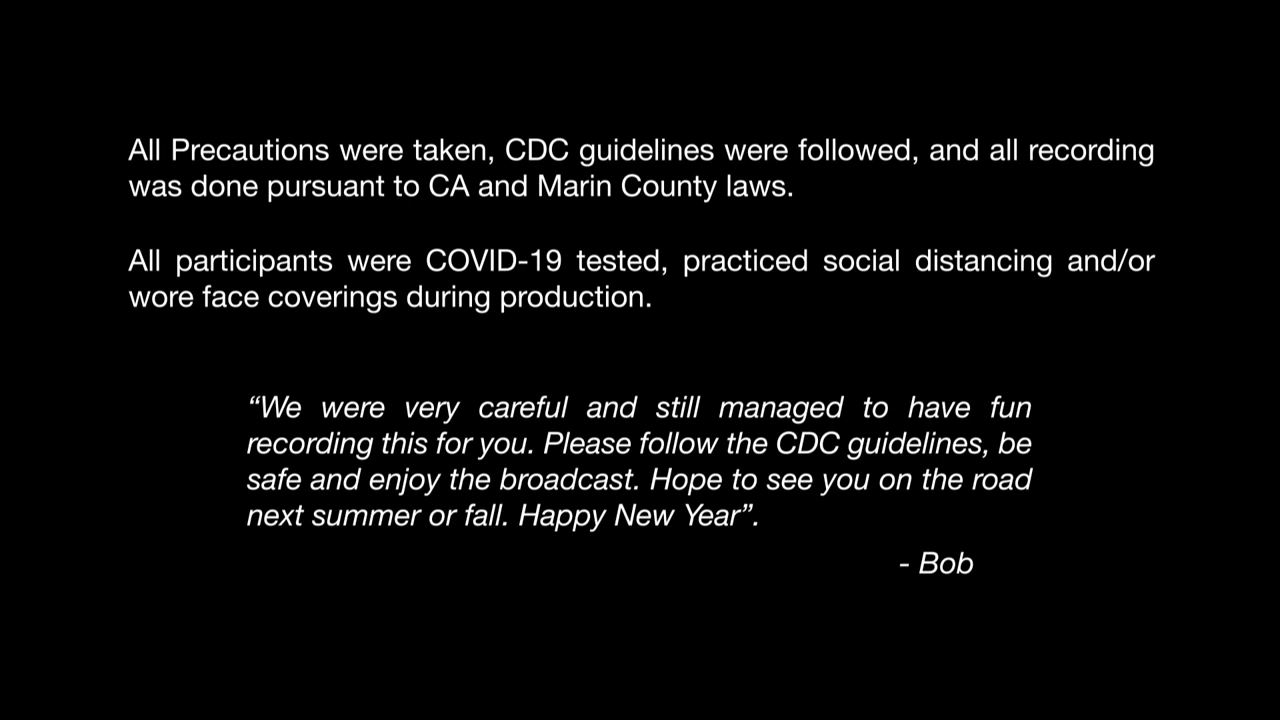 All Precautions were taken, CDC guidelines were followed, and all recording
was done pursuant to CA and Marin County laws.
All participants were COVID-19 tested, practiced social distancing and/or
wore face coverings during production.
“We were very careful and still managed to have fun
recording this for you. Please follow the CDC guidelines, be
safe and enjoy the broadcast. Hope to see you on the road
next summer or fall. Happy New Year”.
- Bob